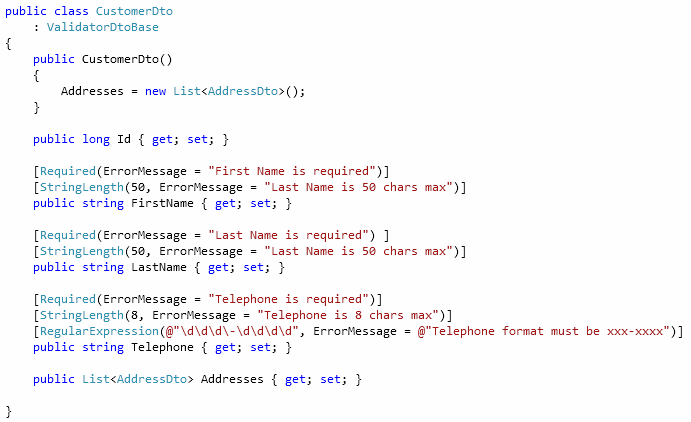 public class CustomerDto
    : ValidatorDtoBase
{
    public CustomerDto()
    {
        Addresses = new List<AddressDto>();
    }

    public long Id { get; set; }

    [Required(ErrorMessage = "First Name is required")]
    [StringLength(50, ErrorMessage = "Last Name is 50 chars max")]
    public string FirstName { get; set; }

    [Required(ErrorMessage = "Last Name is required") ]
    [StringLength(50, ErrorMessage = "Last Name is 50 chars max")]
    public string LastName { get; set; }

    [Required(ErrorMessage = "Telephone is required")]
    [StringLength(8, ErrorMessage = "Telephone is 8 chars max")]
    [RegularExpression(@"\d\d\d\-\d\d\d\d", ErrorMessage = @"Telephone format must be xxx-xxxx")]
    public string Telephone { get; set; }

    public List<AddressDto> Addresses { get; set; }

}